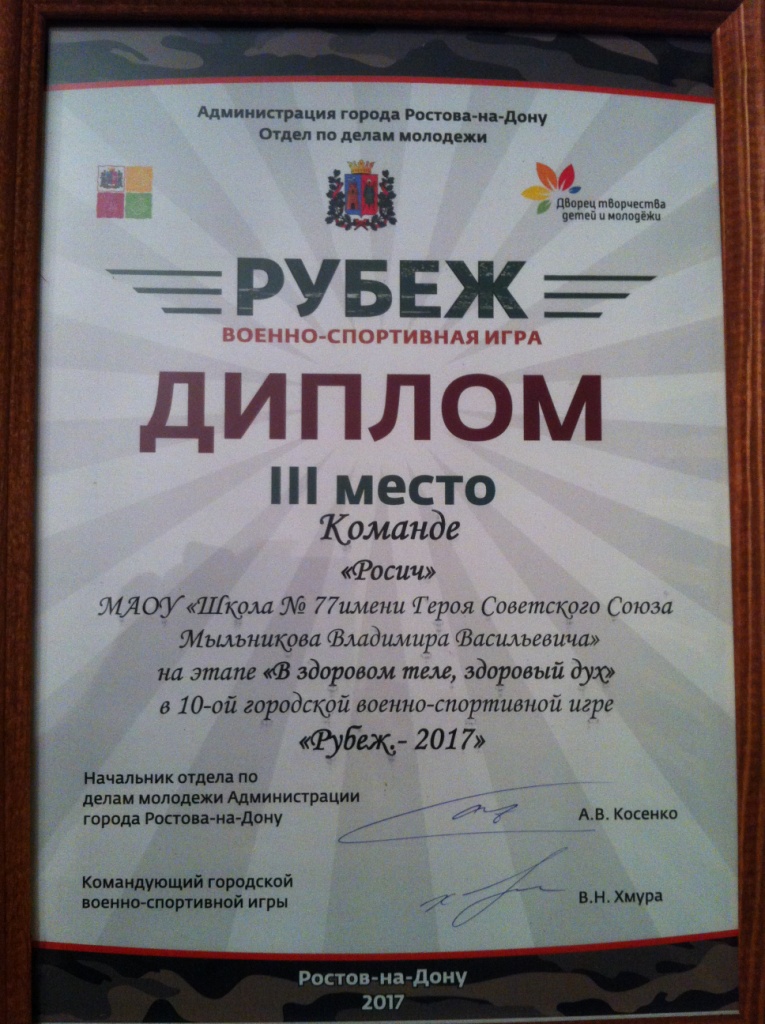 Администрация города Ростова-на-Дону
Отдел по делам молодежи
Дворец творчества
детей и молодёжи
РУБЕЖ
ВОЕННО-СПОРТИВНАЯ ИГРА
ДИПЛОМ
III место
Команде
«Росич»
МАОУ «Школа № 77имени Героя Советского Союза
Мыльникова Владимира Васильевича»
на этапе «В здоровом теле, здоровый дух»
в 10-ой городской военно-спортивной игре
«Рубеж.- 2017»
Начальник отдела по
делам молодежи Администрации
города Ростова-на-Дону
А.В. Косенко
Командующий городской
военно-спортивной игры
В.Н. Хмура
Ростов-на-Дону
2017